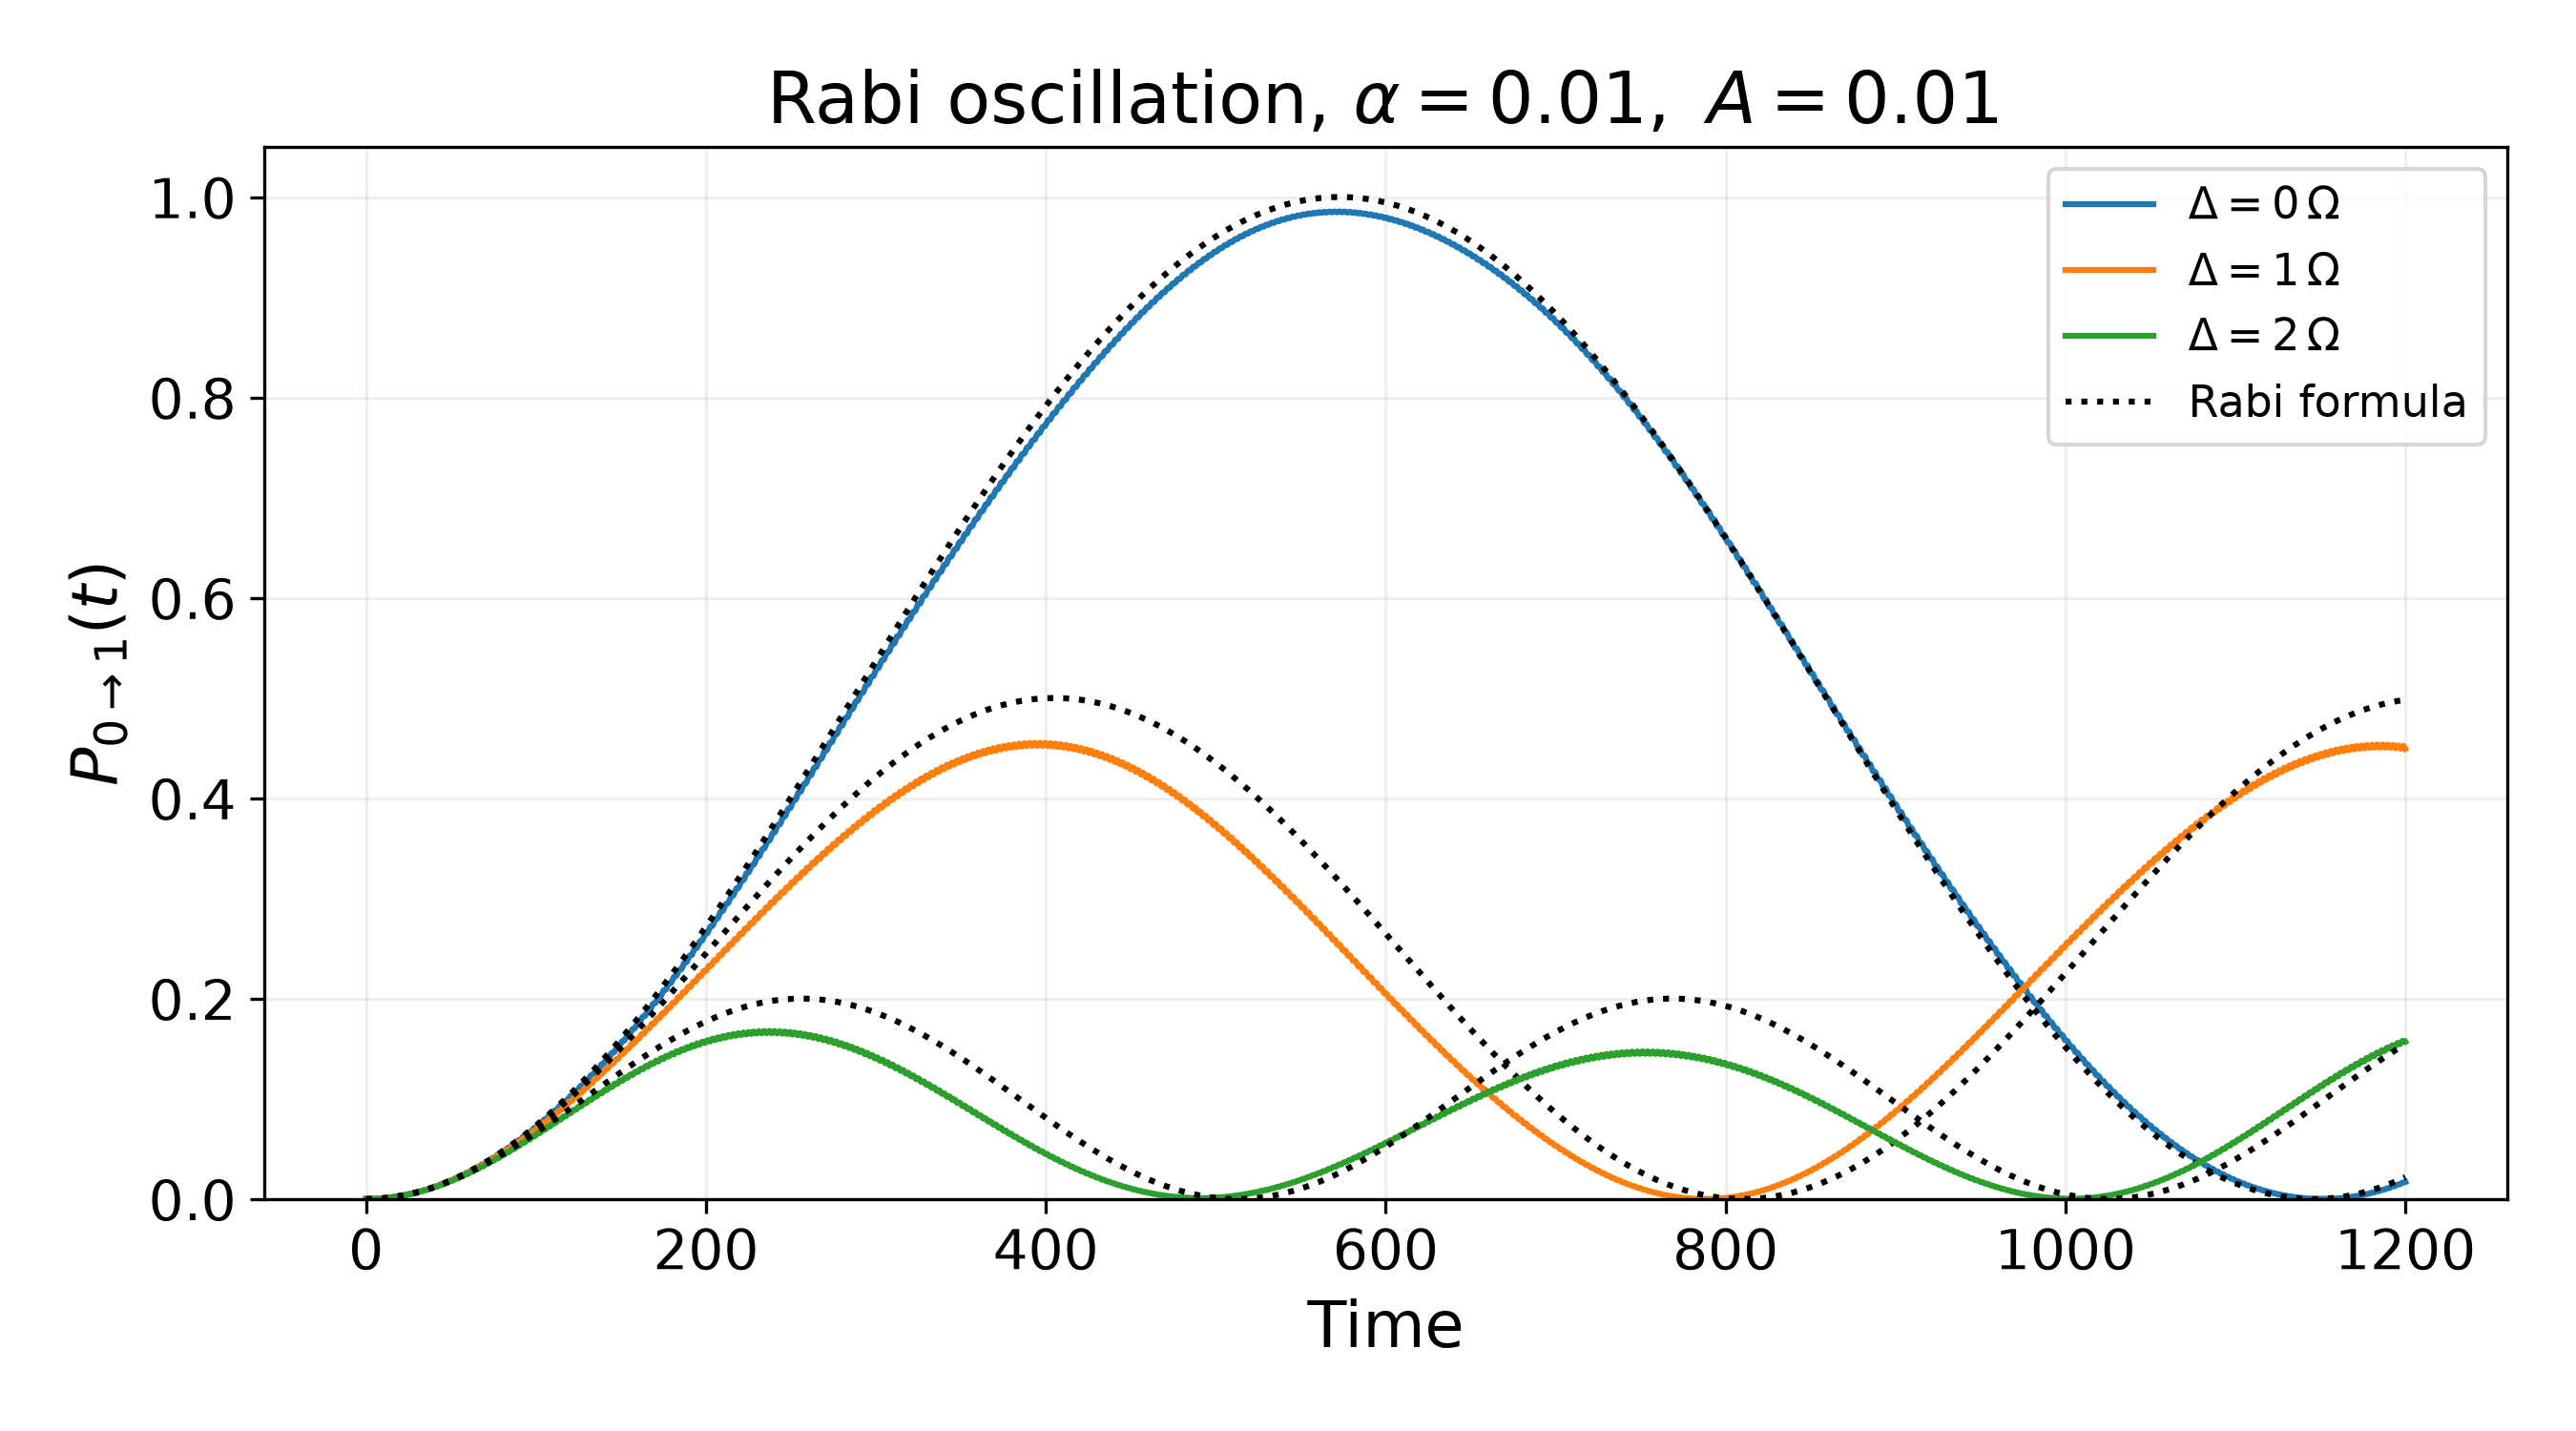 Rabi oscillation, α = 0.01, A = 0.01
P₀→₁(t)
1.0
0.8
0.6
0.4
0.2
0.0
Δ = 0 Ω
Δ = 1 Ω
Δ = 2 Ω
Rabi formula
0 200 400 600 800 1000 1200
Time